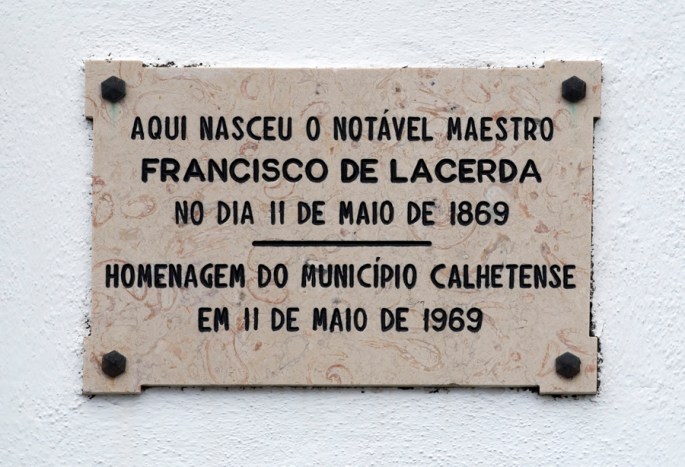 AQUI NASCEU O NOTÁVEL MAESTRO
FRANCISCO DE LACERDA
NO DIA 11 DE MAIO DE 1869
HOMENAGEM DO MUNICÍPIO CALHETENSE
EM 11 DE MAIO DE 1969